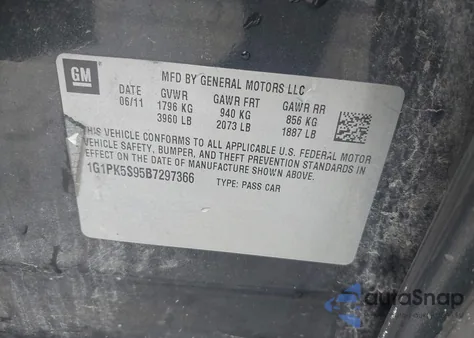 GM
MFD BY GENERAL MOTORS LLC
DATE GVWR GAWR FRT GAWR RR
06/11 1796 KG 940 KG 856 KG
3960 LB 2073 LB 1887 LB
THIS VEHICLE CONFORMS TO ALL APPLICABLE U.S. FEDERAL MOTOR
VEHICLE SAFETY, BUMPER, AND THEFT PREVENTION STANDARDS IN
EFFECT ON THE DATE OF MANUFACTURE SHOWN ABOVE.
1G1PK5S95B7297366 TYPE: PASS CAR
autoSnap